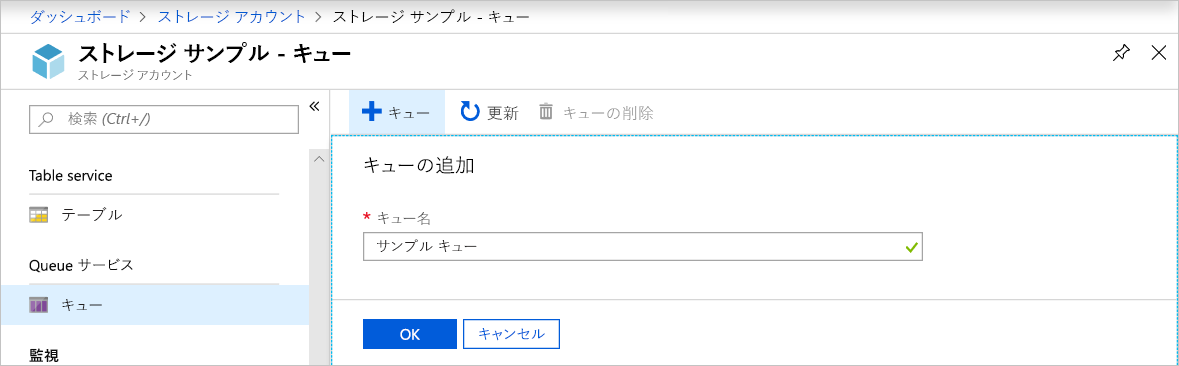 ダッシュボード > ストレージ アカウント > ストレージ サンプル - キュー
ストレージ サンプル - キュー
ストレージ アカウント
検索 (Ctrl+/)
«
Table service
テーブル
Queue サービス
キュー
監視
キュー 更新 キューの削除
キューの追加
* キュー名
サンプル キュー
OK キャンセル